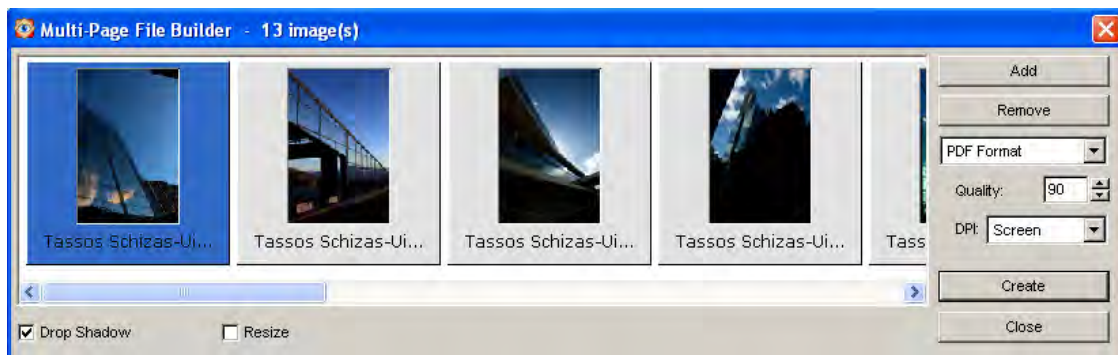 Multi-Page File Builder - 13 image(s)
Tassos Schizas-Ui...
Tassos Schizas-Ui...
Tassos Schizas-Ui...
Tassos Schizas-Ui...
Tass
Add
Remove
PDF Format
Quality: 90
DPI: Screen
Create
Close
Drop Shadow
Resize